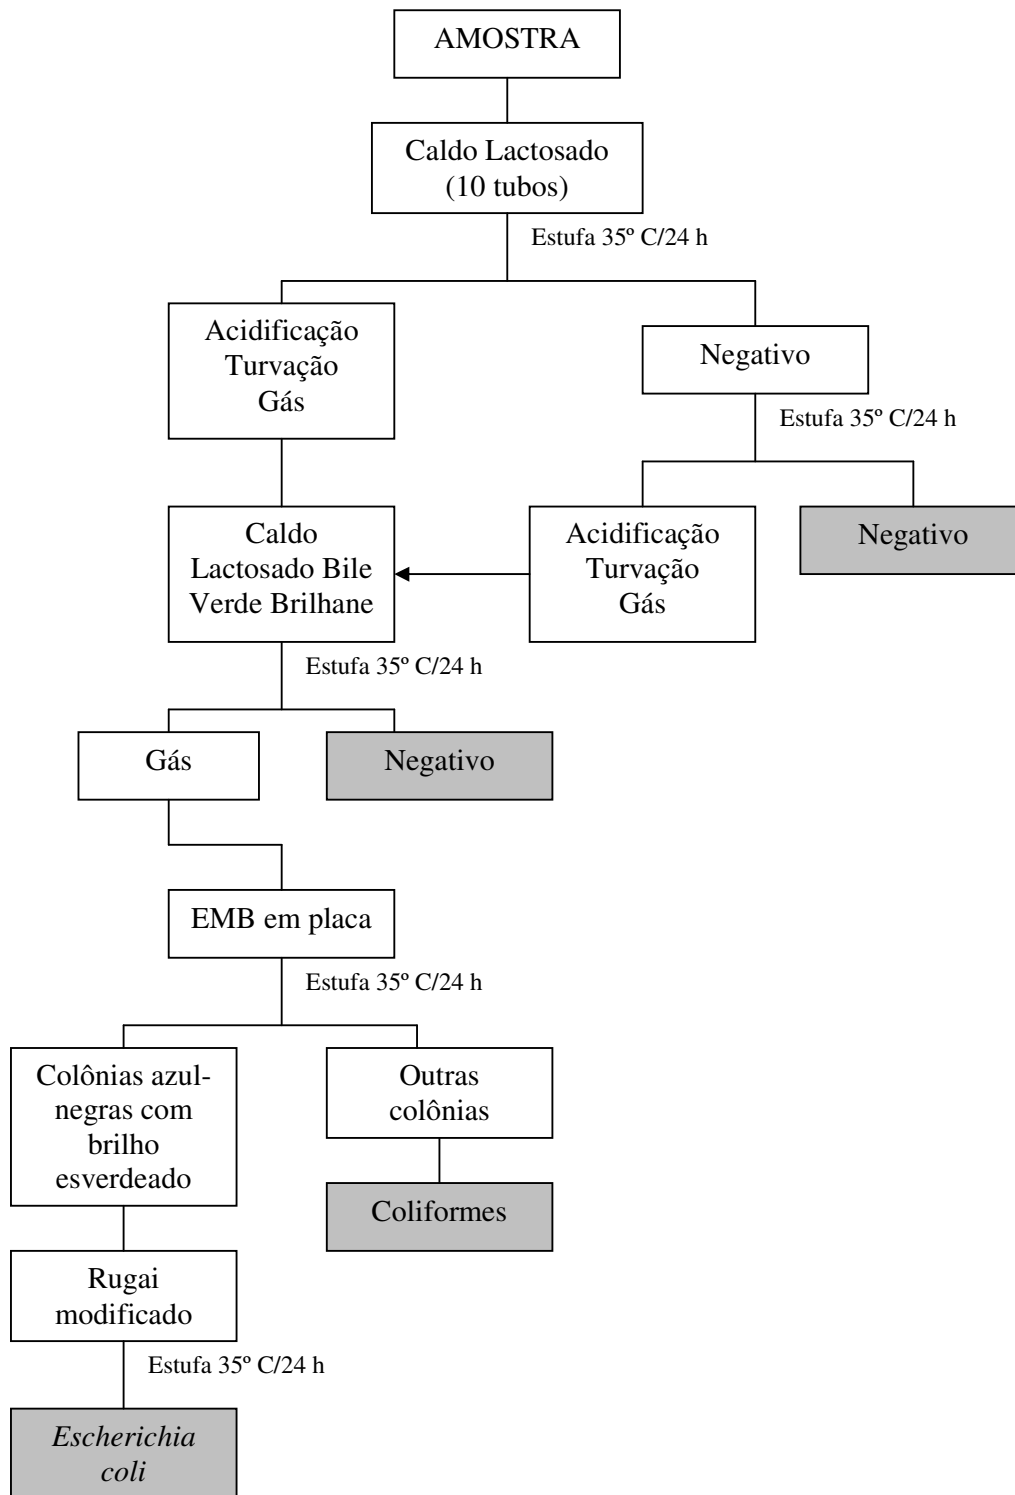 AMOSTRA
Caldo Lactosado
(10 tubos)
Estufa 35º C/24 h
Acidificação
Turvação
Gás
Negativo
Estufa 35º C/24 h
Caldo
Lactosado Bile
Verde Brilhane
Acidificação
Turvação
Gás
Negativo
Estufa 35º C/24 h
Gás
Negativo
EMB em placa
Estufa 35º C/24 h
Colônias azul-
negras com
brilho
esverdeado
Outras
colônias
Coliformes
Rugai
modificado
Estufa 35º C/24 h
Escherichia
coli